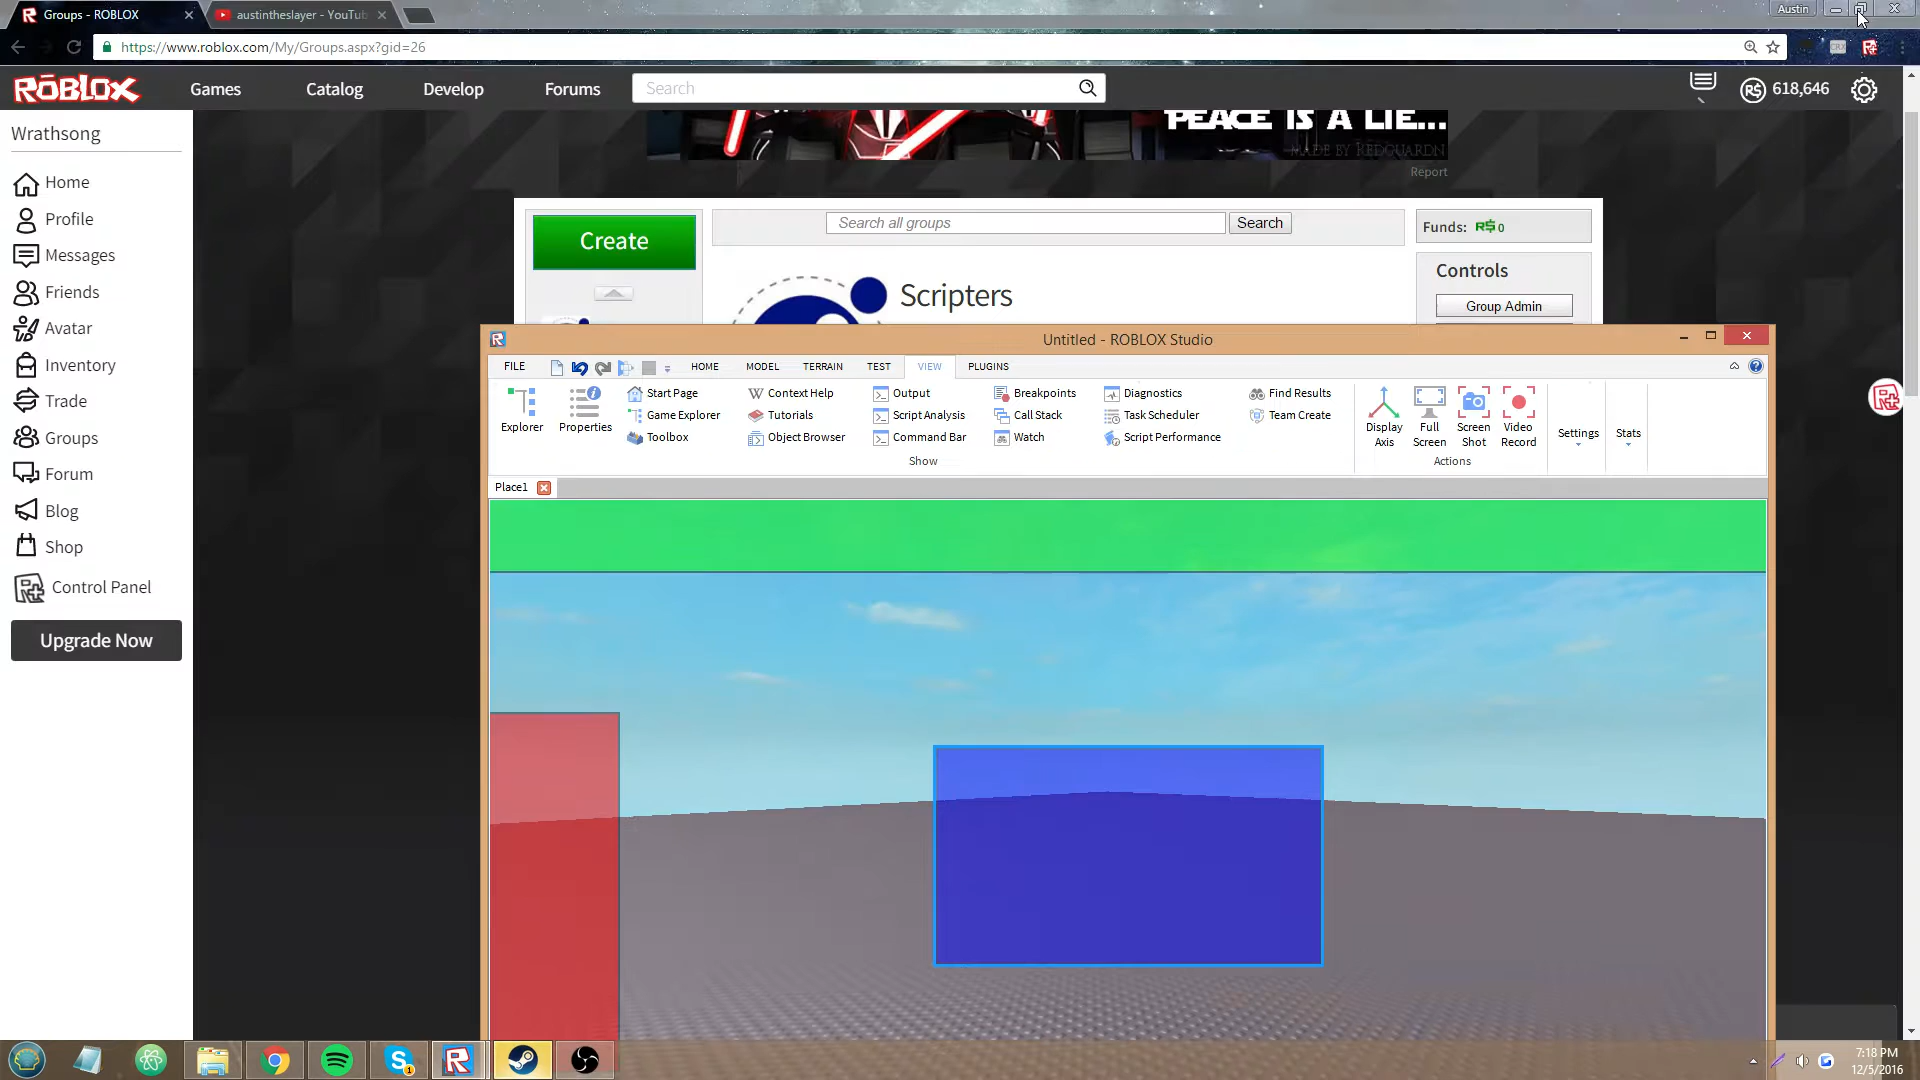 Groups - ROBLOX
austintheslayer - YouTub
Austin
https://www.roblox.com/My/Groups.aspx?gid=26
CRX
ROBLOX
Games
Catalog
Develop
Forums
Search
R$ 618,646
Wrathsong
Home
Profile
Messages
Friends
Avatar
Inventory
Trade
Groups
Forum
Blog
Shop
Control Panel
Upgrade Now
PEACE IS A LIE...
MADE BY REDGUARDN
Report
Create
Search all groups
Search
Funds: R$ 0
Controls
Group Admin
Scripters
Untitled - ROBLOX Studio
FILE
HOME
MODEL
TERRAIN
TEST
VIEW
PLUGINS
Explorer
Properties
Start Page
Game Explorer
Toolbox
Context Help
Tutorials
Object Browser
Output
Script Analysis
Command Bar
Breakpoints
Call Stack
Watch
Diagnostics
Task Scheduler
Script Performance
Find Results
Team Create
Show
Display Axis
Full Screen
Screen Shot
Video Record
Actions
Settings
Stats
Place1
7:18 PM
12/5/2016